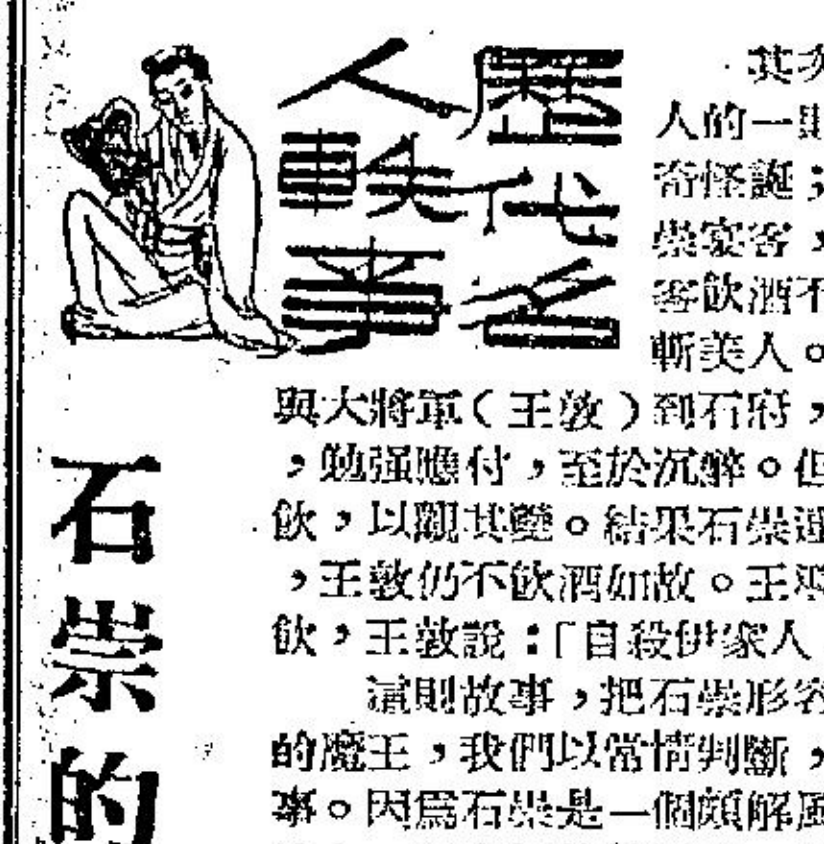 歷代名
人軼事
石崇的
其次
人的一則
奇怪誕；
崇宴客，
客飲酒不
斬美人。
與大將軍（王敦）到石府，
，勉强應付，至於沉醉。但
飲，以觀其變。結果石崇連
，王敦仍不飲酒如故。王導
飲，王敦說：「自殺伊家人
這則故事，把石崇形容
的魔王，我們以常情判斷，
事。因爲石崇是一個頗解風